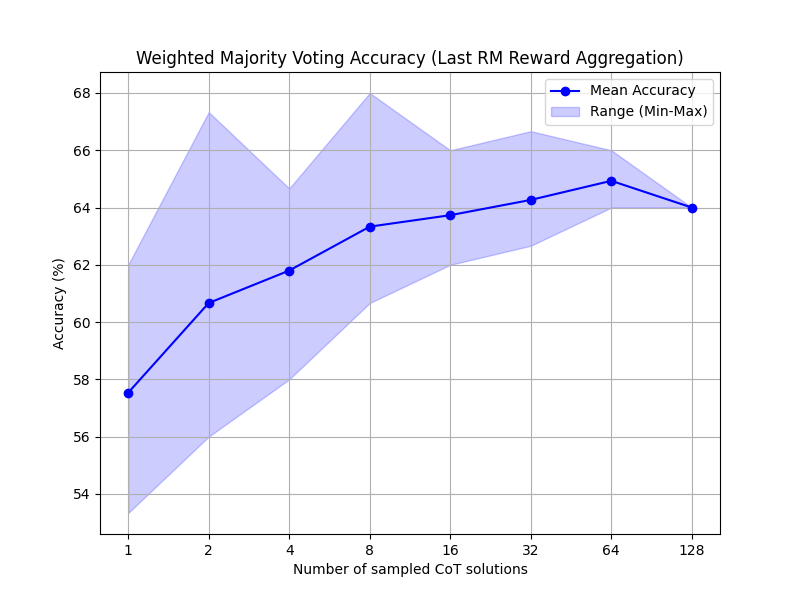 Weighted Majority Voting Accuracy (Last RM Reward Aggregation)
Mean Accuracy
Range (Min-Max)
Accuracy (%)
68
66
64
62
60
58
56
54
1 2 4 8 16 32 64 128
Number of sampled CoT solutions